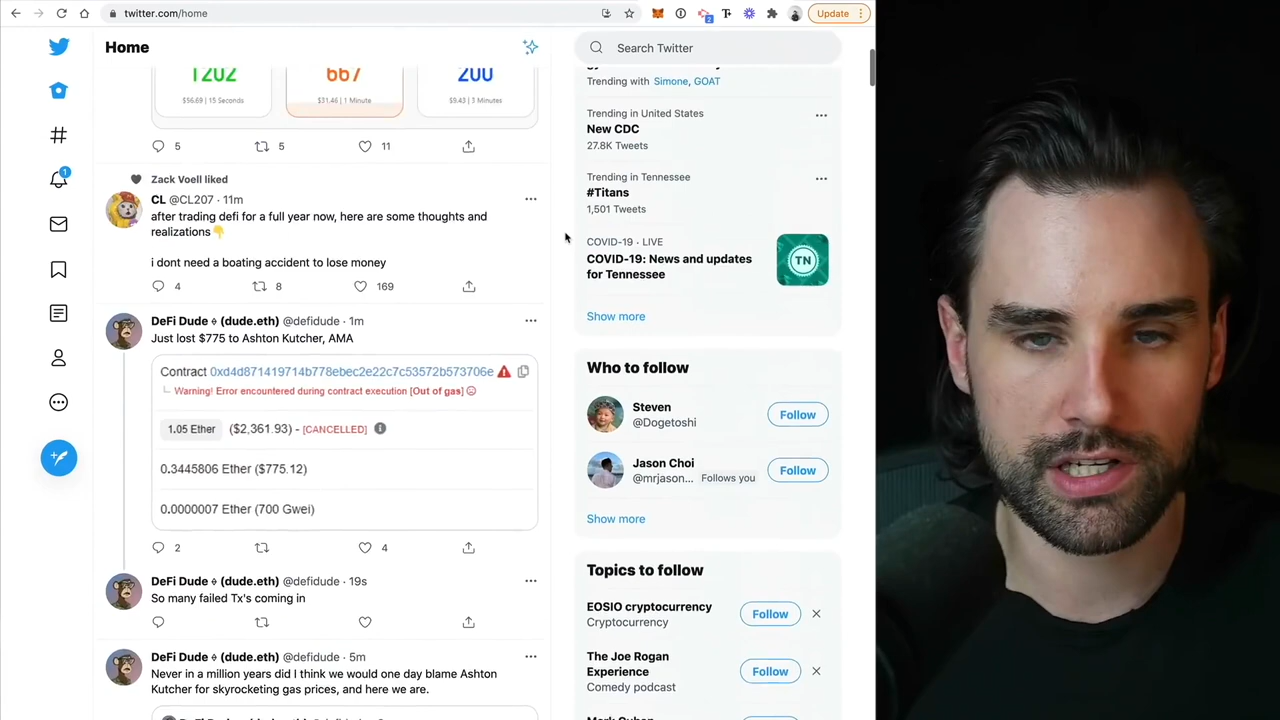 twitter.com/home
Update
2
Home
Search Twitter
1202
667
200
$56.69 | 15 Seconds
$31.46 | 1 Minute
$9.43 | 3 Minutes
5
5
11
Zack Voell liked
CL @CL207 · 11m
after trading defi for a full year now, here are some thoughts and
realizations👇
i dont need a boating accident to lose money
4
8
169
DeFi Dude (dude.eth) @defidude · 1m
Just lost $775 to Ashton Kutcher, AMA
Contract 0xd4d871419714b778ebec2e22c7c53572b573706e
Warning! Error encountered during contract execution [Out of gas]
1.05 Ether ($2,361.93) - [CANCELLED]
0.3445806 Ether ($775.12)
0.0000007 Ether (700 Gwei)
2
4
DeFi Dude (dude.eth) @defidude · 19s
So many failed Tx's coming in
DeFi Dude (dude.eth) @defidude · 5m
Never in a million years did I think we would one day blame Ashton
Kutcher for skyrocketing gas prices, and here we are.
1
Trending with Simone, GOAT
Trending in United States
New CDC
27.8K Tweets
Trending in Tennessee
#Titans
1,501 Tweets
COVID-19 · LIVE
COVID-19: News and updates
for Tennessee
TN
Show more
Who to follow
Steven
@Dogetoshi
Follow
Jason Choi
@mrjason... Follows you
Follow
Show more
Topics to follow
EOSIO cryptocurrency
Cryptocurrency
Follow
The Joe Rogan
Experience
Comedy podcast
Follow